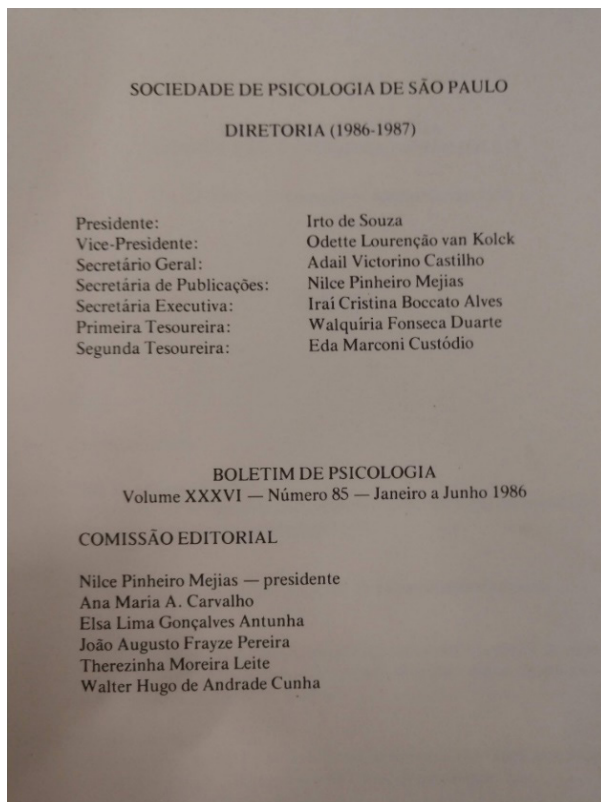 SOCIEDADE DE PSICOLOGIA DE SÃO PAULO
DIRETORIA (1986-1987)
Presidente: Irto de Souza
Vice-Presidente: Odette Lourenção van Kolck
Secretário Geral: Adail Victorino Castilho
Secretária de Publicações: Nilce Pinheiro Mejias
Secretária Executiva: Iraí Cristina Boccato Alves
Primeira Tesoureira: Walquíria Fonseca Duarte
Segunda Tesoureira: Eda Marconi Custódio
BOLETIM DE PSICOLOGIA
Volume XXXVI — Número 85 — Janeiro a Junho 1986
COMISSÃO EDITORIAL
Nilce Pinheiro Mejias — presidente
Ana Maria A. Carvalho
Elsa Lima Gonçalves Antunha
João Augusto Frayze Pereira
Therezinha Moreira Leite
Walter Hugo de Andrade Cunha